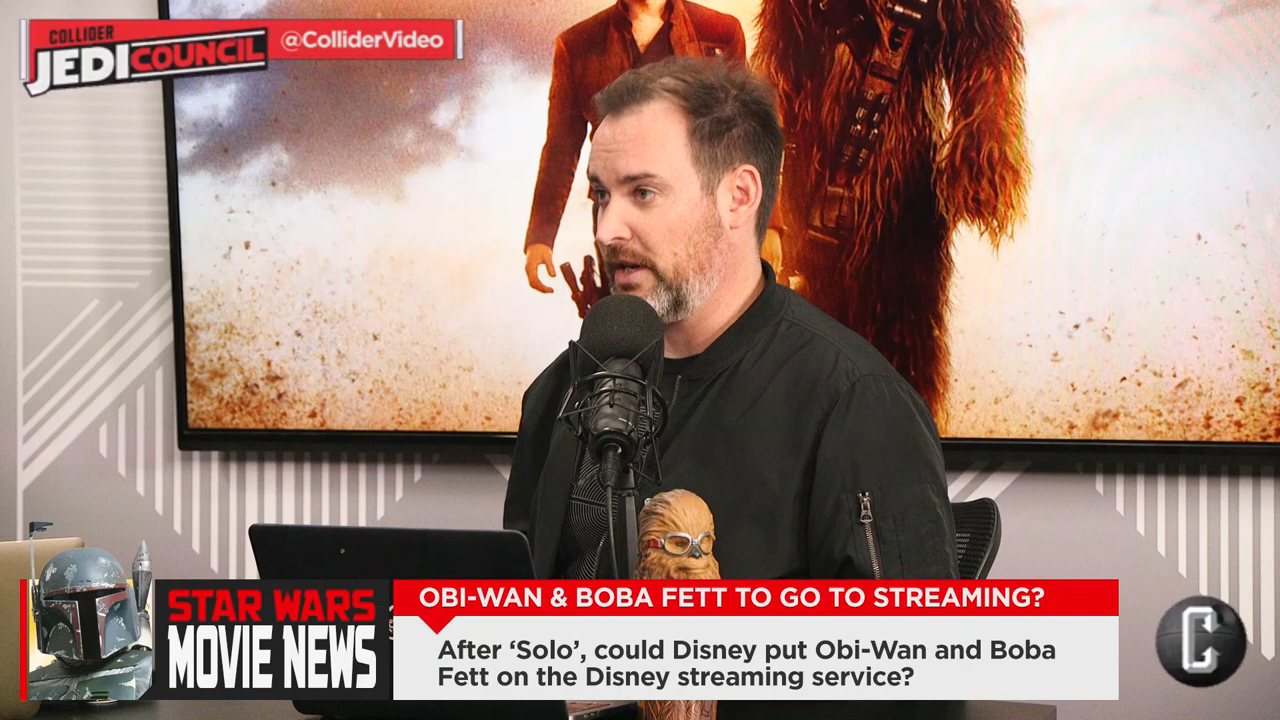 COLLIDER
JEDI COUNCIL
@ColliderVideo
STAR WARS
MOVIE NEWS
OBI-WAN & BOBA FETT TO GO TO STREAMING?
After ‘Solo’, could Disney put Obi-Wan and Boba
Fett on the Disney streaming service?